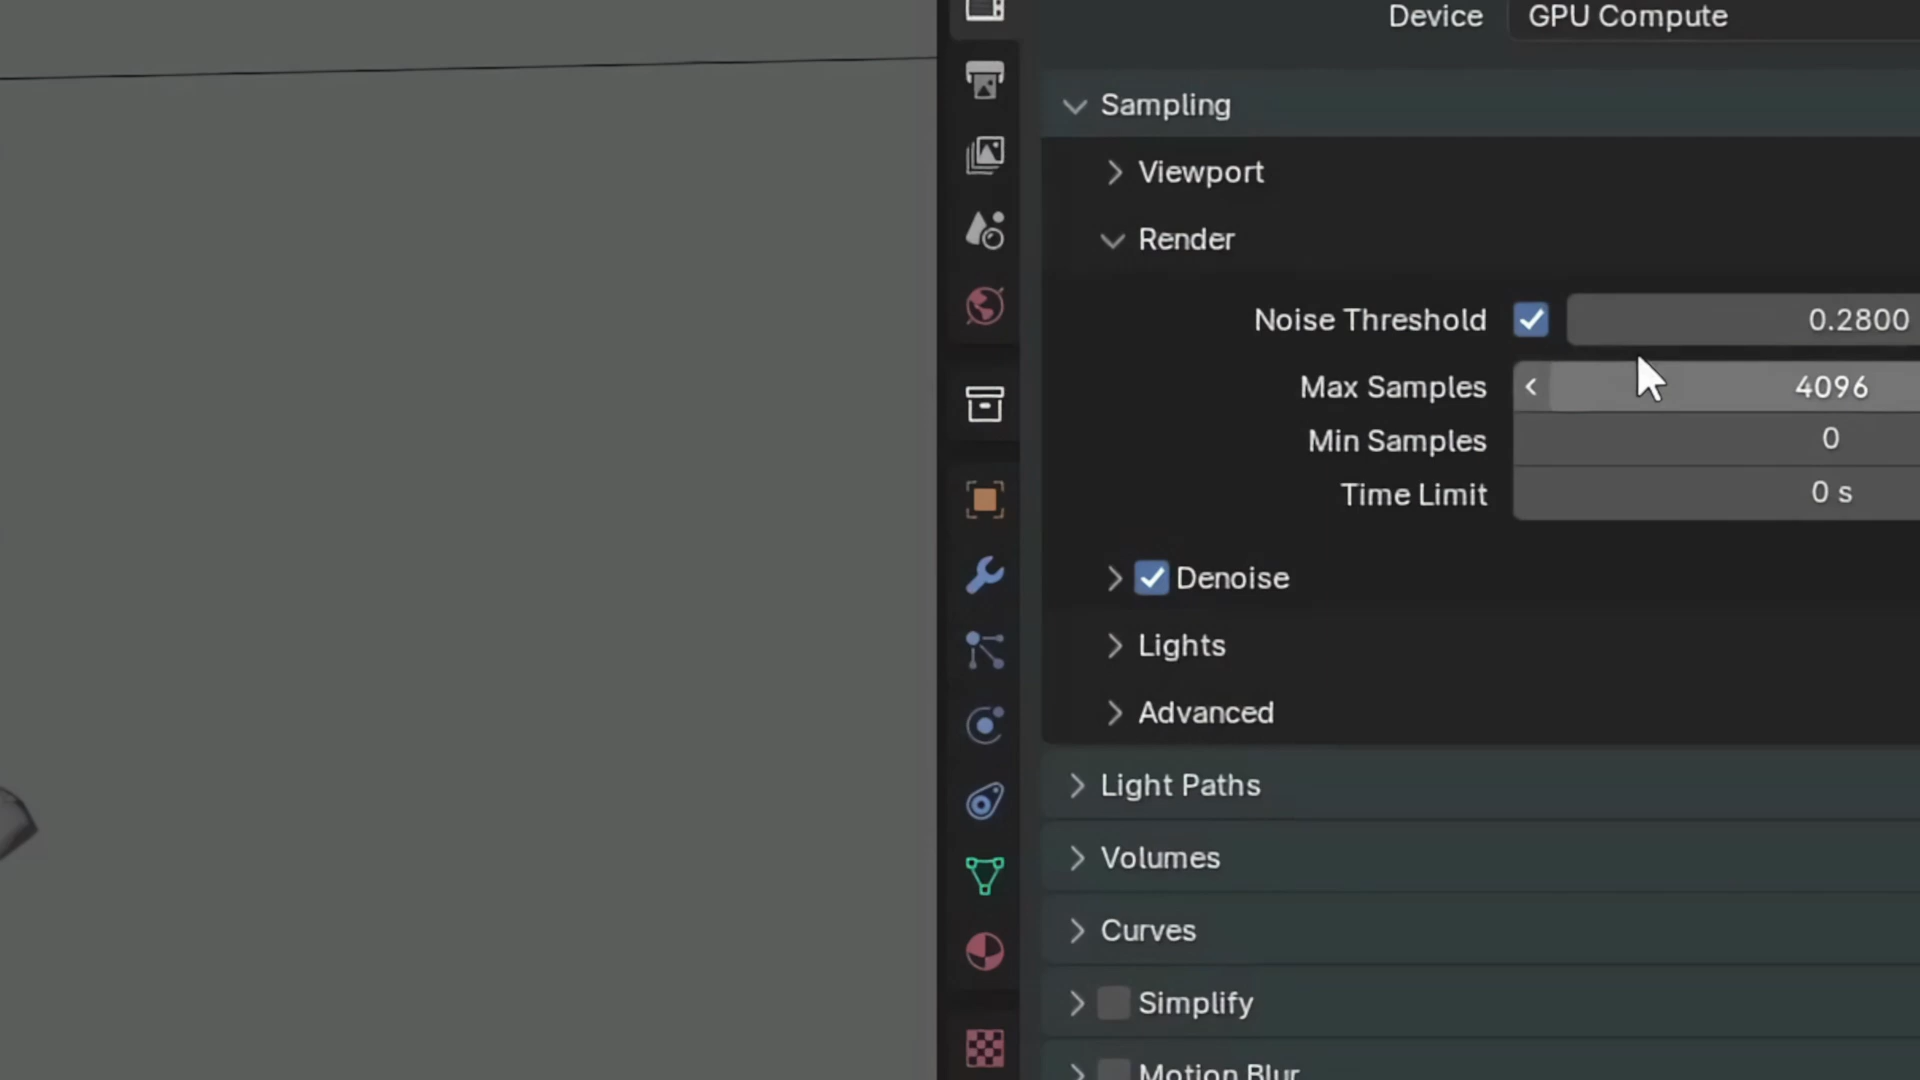 Device GPU Compute
Sampling
Viewport
Render
Noise Threshold 0.2800
Max Samples 4096
Min Samples 0
Time Limit 0 s
Denoise
Lights
Advanced
Light Paths
Volumes
Curves
Simplify
Motion Blur